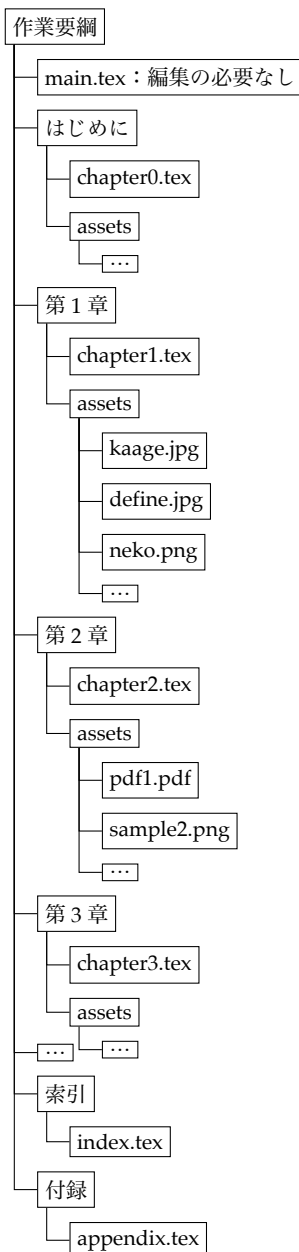 作業要綱
main.tex：編集の必要なし
はじめに
chapter0.tex
assets
…
第 1 章
chapter1.tex
assets
kaage.jpg
define.jpg
neko.png
…
第 2 章
chapter2.tex
assets
pdf1.pdf
sample2.png
…
第 3 章
chapter3.tex
assets
…
…
索引
index.tex
付録
appendix.tex